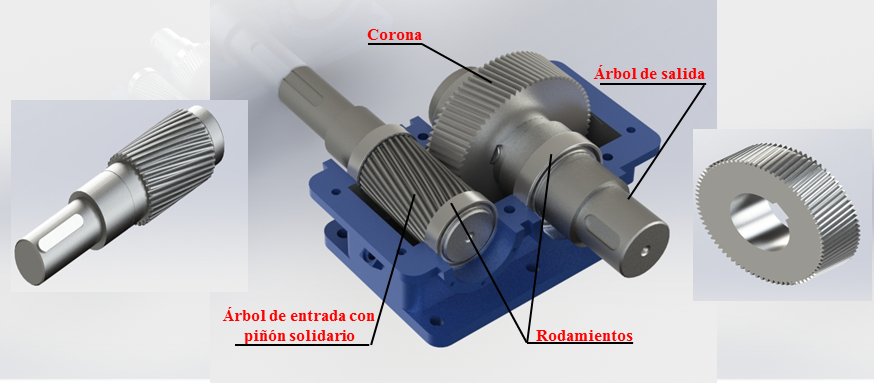 Corona
Árbol de salida
Árbol de entrada con
piñón solidario
Rodamientos